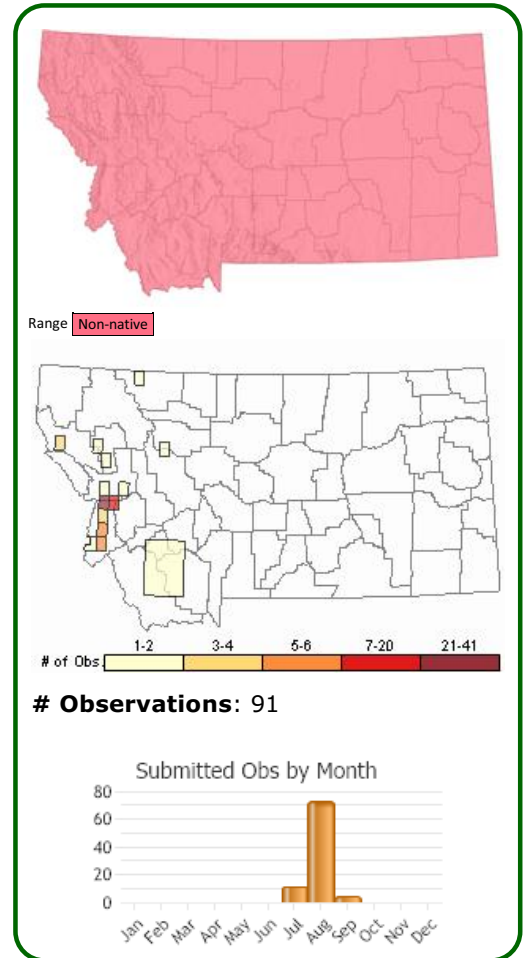 Range Non-native
1-2 3-4 5-6 7-20 21-41
# of Obs.
# Observations: 91
Submitted Obs by Month
80
60
40
20
0
Jan Feb Mar Apr May Jun Jul Aug Sep Oct Nov Dec